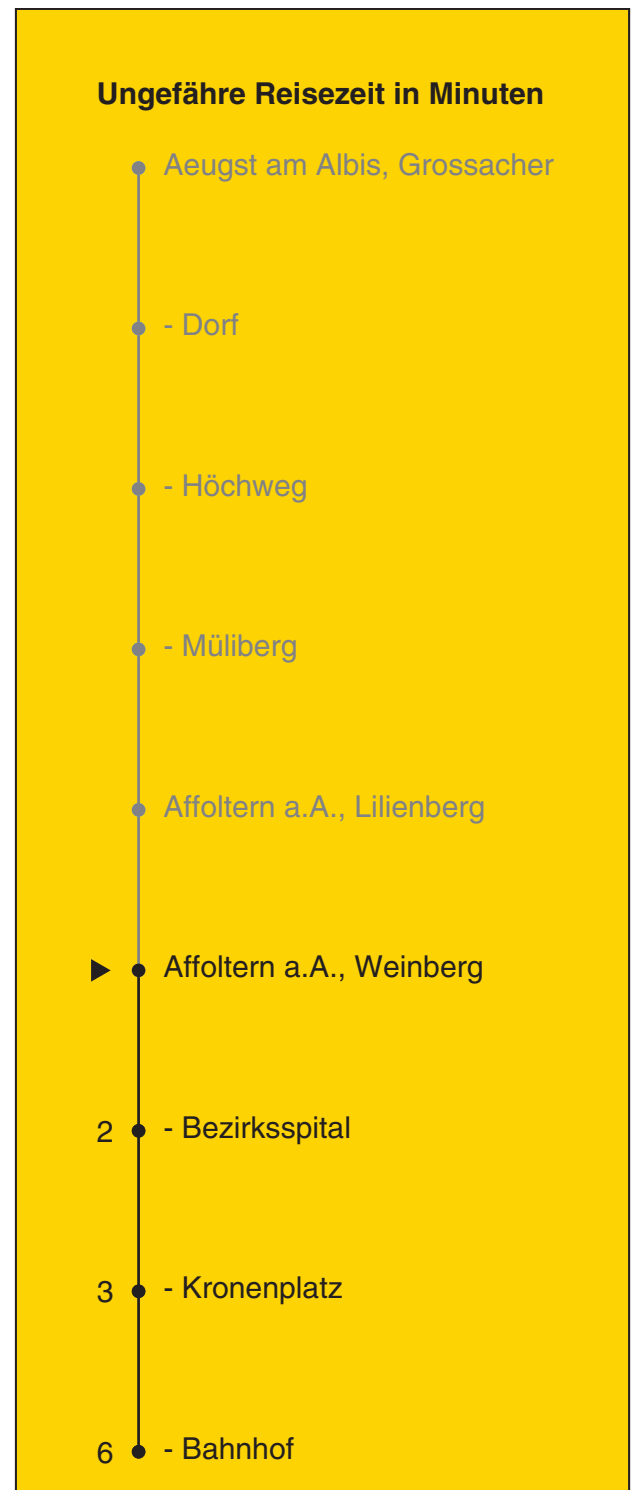 Ungefähre Reisezeit in Minuten
Aeugst am Albis, Grossacher
- Dorf
- Höchweg
- Müliberg
Affoltern a.A., Lilienberg
Affoltern a.A., Weinberg
2 - Bezirksspital
3 - Kronenplatz
6 - Bahnhof